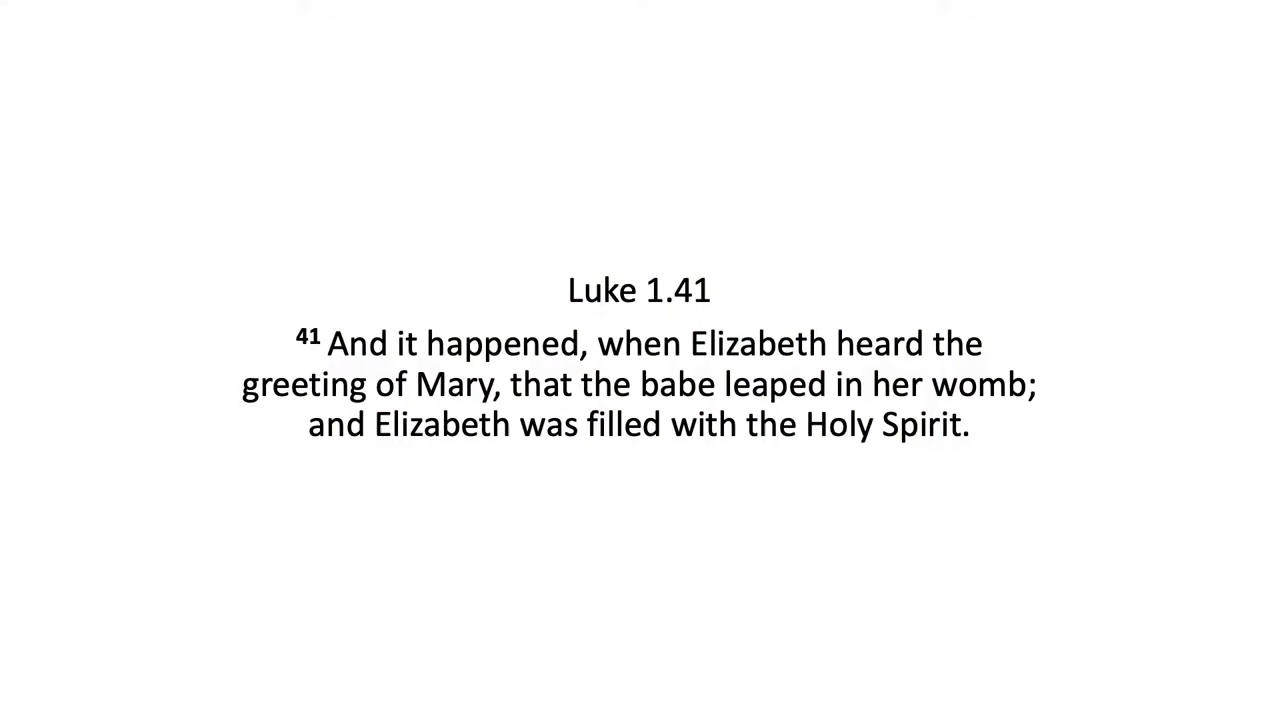 Luke 1.41
41 And it happened, when Elizabeth heard the
greeting of Mary, that the babe leaped in her womb;
and Elizabeth was filled with the Holy Spirit.